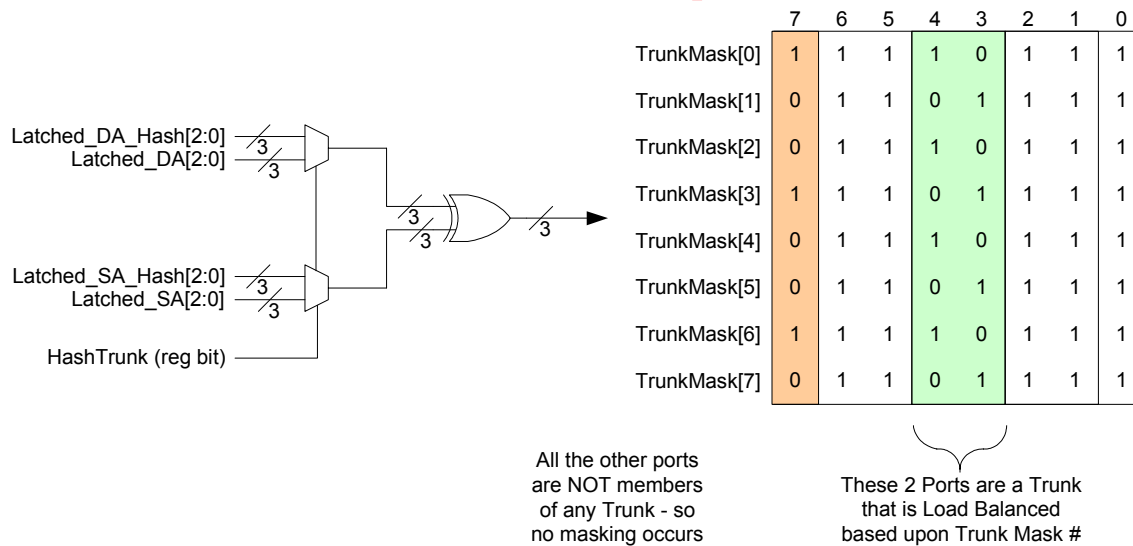 7 6 5 4 3 2 1 0
TrunkMask[0] 1 1 1 1 0 1 1 1
TrunkMask[1] 0 1 1 0 1 1 1 1
TrunkMask[2] 0 1 1 1 0 1 1 1
TrunkMask[3] 1 1 1 0 1 1 1 1
TrunkMask[4] 0 1 1 1 0 1 1 1
TrunkMask[5] 0 1 1 0 1 1 1 1
TrunkMask[6] 1 1 1 1 0 1 1 1
TrunkMask[7] 0 1 1 0 1 1 1 1
Latched_DA_Hash[2:0]
3
Latched_DA[2:0]
3
3
3
3
Latched_SA_Hash[2:0]
3
Latched_SA[2:0]
3
HashTrunk (reg bit)
All the other ports
are NOT members
of any Trunk - so
no masking occurs
These 2 Ports are a Trunk
that is Load Balanced
based upon Trunk Mask #